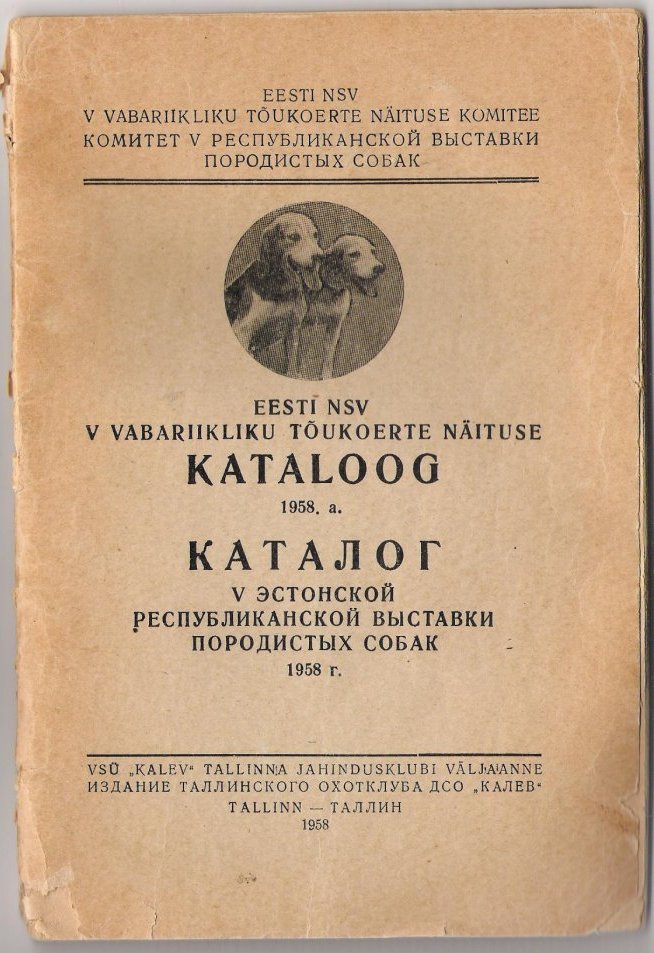 EESTI NSV
V VABARIIKLIKU TÕUKOERTE NÄITUSE KOMITEE
КОМИТЕТ V РЕСПУБЛИКАНСКОЙ ВЫСТАВКИ
ПОРОДИСТЫХ СОБАК
EESTI NSV
V VABARIIKLIKU TÕUKOERTE NÄITUSE
KATALOOG
1958. a.
КАТАЛОГ
V ЭСТОНСКОЙ
РЕСПУБЛИКАНСКОЙ ВЫСТАВКИ
ПОРОДИСТЫХ СОБАК
1958 г.
VSÜ „KALEV“ TALLINNA JAHINDUSKLUBI VÄLJAANNE
ИЗДАНИЕ ТАЛЛИНСКОГО ОХОТКЛУБА ДСО „КАЛЕВ“
TALLINN — ТАЛЛИН
1958